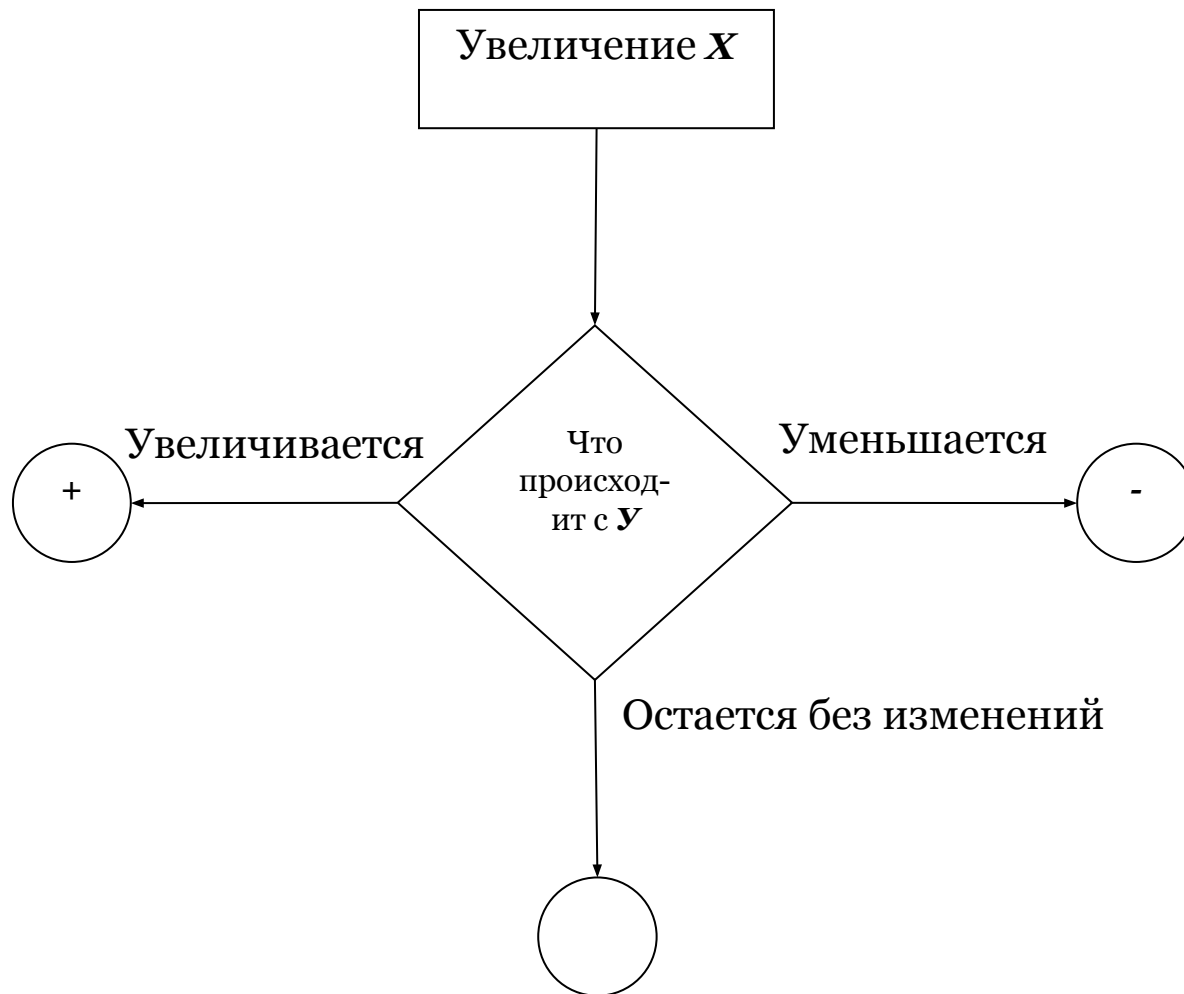 Увеличение X
Увеличивается
Уменьшается
Что
происход-
ит с У
+
-
Остается без изменений